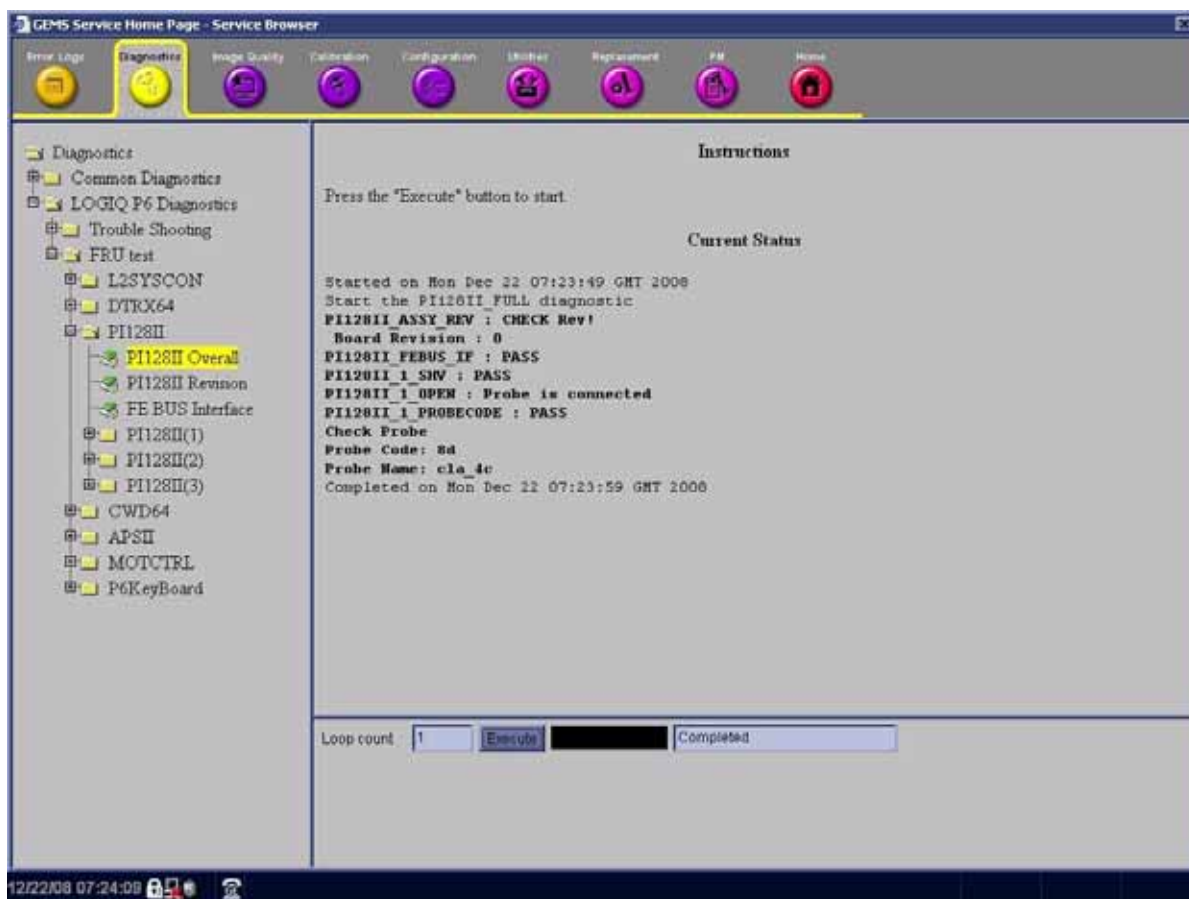 GEMS Service Home Page - Service Browser
Error Logs
Diagnostics
Image Quality
Calibration
Configuration
Utilities
Replacement
PM
Home
Diagnostics
Common Diagnostics
LOGIQ P6 Diagnostics
Trouble Shooting
FRU test
L2SYSCON
DTRX64
PI128II
PI128II Overall
PI128II Revision
FE BUS Interface
PI128II(1)
PI128II(2)
PI128II(3)
CWD64
APSII
MOTCTRL
P6KeyBoard
Instructions
Press the "Execute" button to start.
Current Status
Started on Mon Dec 22 07:23:49 GMT 2008
Start the PI128II_FULL diagnostic
PI128II_ASSY_REV : CHECK Rev!
Board Revision : 0
PI128II_FEBUS_IF : PASS
PI128II_1_SHV : PASS
PI128II_1_OPEN : Probe is connected
PI128II_1_PROBECODE : PASS
Check Probe
Probe Code: 8d
Probe Name: c1a_4c
Completed on Mon Dec 22 07:23:59 GMT 2008
Loop count 1 Execute Completed
12/22/08 07:24:09